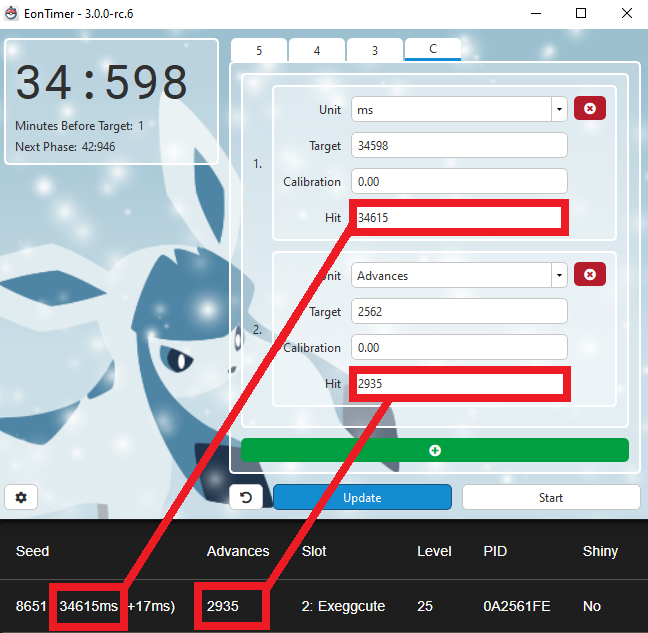 EonTimer - 3.0.0-rc.6
34:598
Minutes Before Target: 1
Next Phase: 42:946
5 4 3 C
1.
Unit ms
Target 34598
Calibration 0.00
Hit 34615
2.
Unit Advances
Target 2562
Calibration 0.00
Hit 2935
Update Start
Seed Advances Slot Level PID Shiny
8651 34615ms +17ms) 2935 2: Exeggcute 25 0A2561FE No